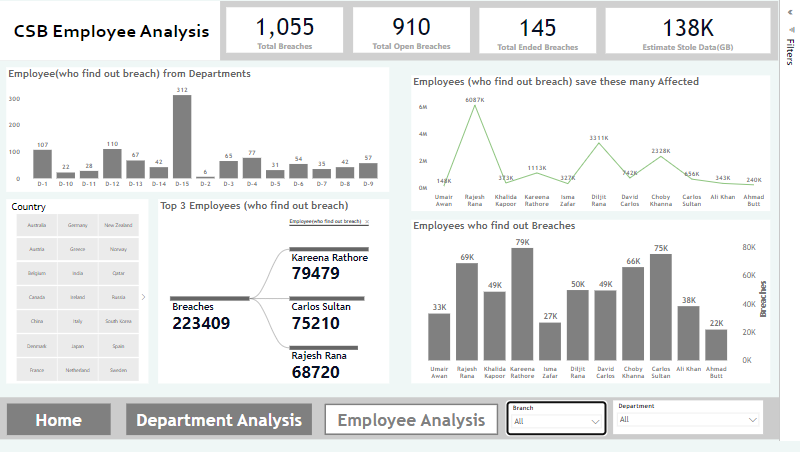 CSB Employee Analysis
1,055
Total Breaches
910
Total Open Breaches
145
Total Ended Breaches
138K
Estimate Stole Data(GB)
Filters
Employee(who find out breach) from Departments
300
200
100
0
107
22
28
110
67
42
312
6
65
77
31
54
35
42
57
D-1 D-10 D-11 D-12 D-13 D-14 D-15 D-2 D-3 D-4 D-5 D-6 D-7 D-8 D-9
Employees (who find out breach) save these many Affected
6M
4M
2M
0M
148K
6087K
373K
1113K
327K
3311K
742K
2328K
656K
343K
240K
Umair Rajesh Khalida Kareena Isma Diljit David Choby Carlos Ali Khan Ahmad
Awan Rana Kapoor Rathore Zafar Rana Carlos Khanna Sultan Butt
Country
Australia Germany New Zealand
Austria Greece Norway
Belgium India Qatar
Canada Ireland Russia
China Italy South Korea
Denmark Japan Spain
France Netherland Sweden
Top 3 Employees (who find out breach)
Employee(who find out breach)
Breaches
223409
Kareena Rathore
79479
Carlos Sultan
75210
Rajesh Rana
68720
Employees who find out Breaches
33K
69K
49K
79K
27K
50K
49K
66K
75K
38K
22K
80K
60K
40K
20K
0K
Breaches
Umair Rajesh Khalida Kareena Isma Diljit David Choby Carlos Ali Khan Ahmad
Awan Rana Kapoor Rathore Zafar Rana Carlos Khanna Sultan Butt
Home
Department Analysis
Employee Analysis
Branch
All
Department
All